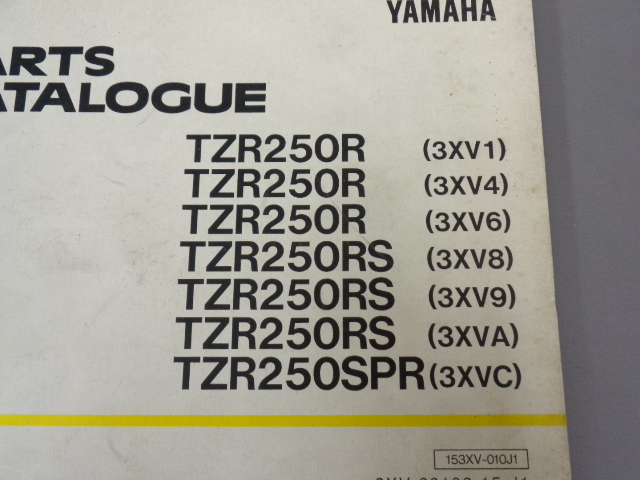 YAMAHA
ARTS
ATALOGUE
TZR250R (3XV1)
TZR250R (3XV4)
TZR250R (3XV6)
TZR250RS (3XV8)
TZR250RS (3XV9)
TZR250RS (3XVA)
TZR250SPR (3XVC)
153XV-010J1